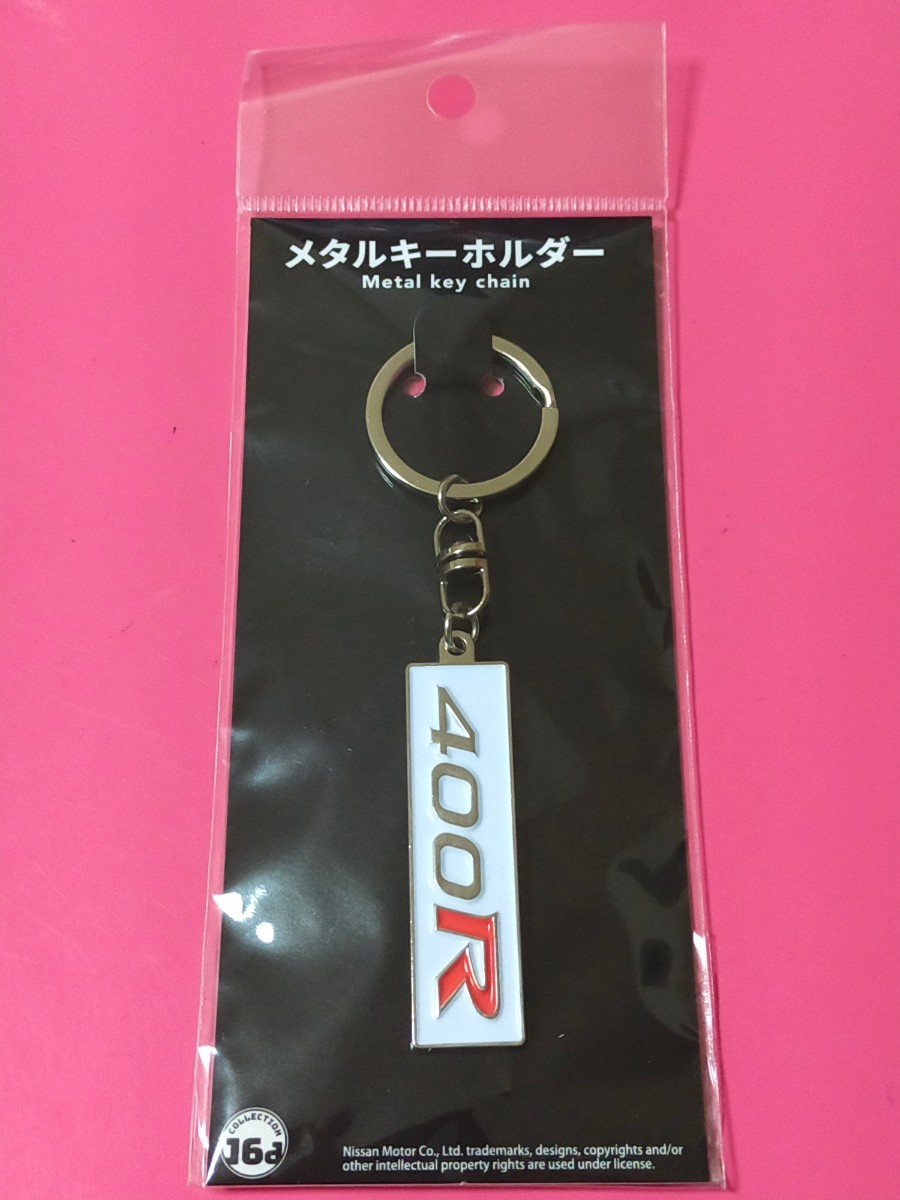 メタルキーホルダー
Metal key chain
400R
COLLECTION
J6d
Nissan Motor Co., Ltd. trademarks, designs, copyrights and/or
other intellectual property rights are used under license.